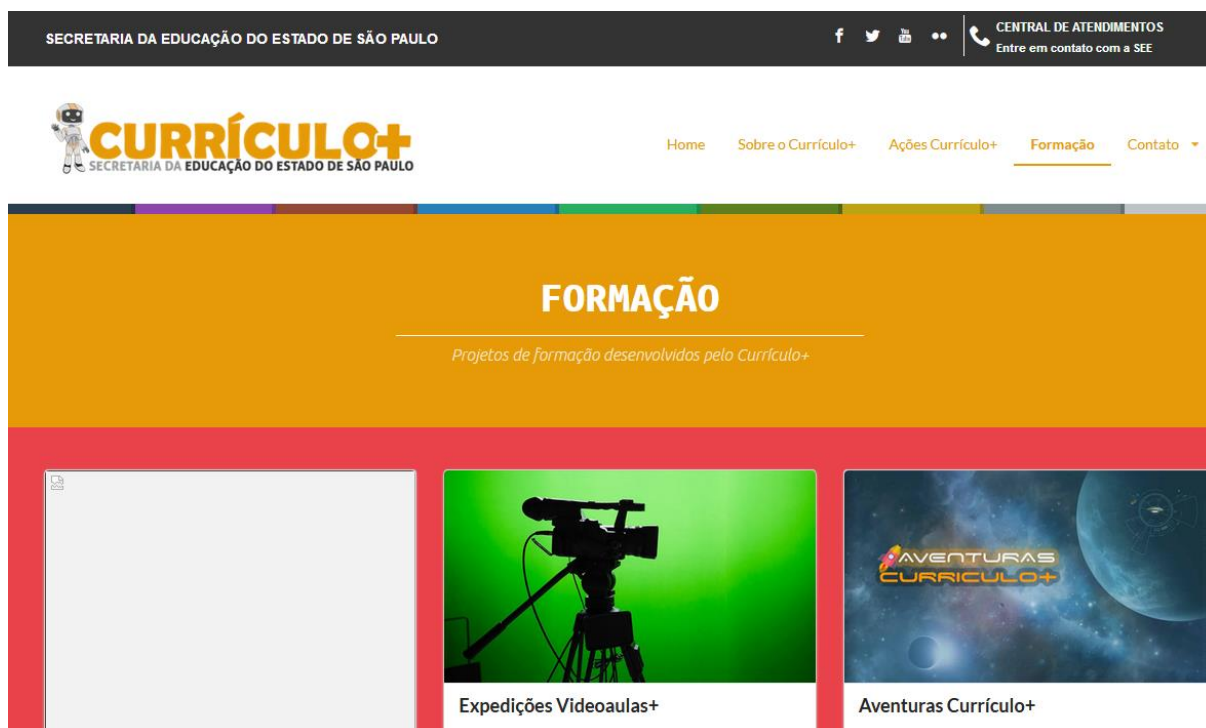 SECRETARIA DA EDUCAÇÃO DO ESTADO DE SÃO PAULO
CENTRAL DE ATENDIMENTOS
Entre em contato com a SEE
CURRÍCULO+
SECRETARIA DA EDUCAÇÃO DO ESTADO DE SÃO PAULO
Home Sobre o Currículo+ Ações Currículo+ Formação Contato
FORMAÇÃO
Projetos de formação desenvolvidos pelo Currículo+
AVENTURAS
CURRICULO+
Expedições Videoaulas+
Aventuras Currículo+